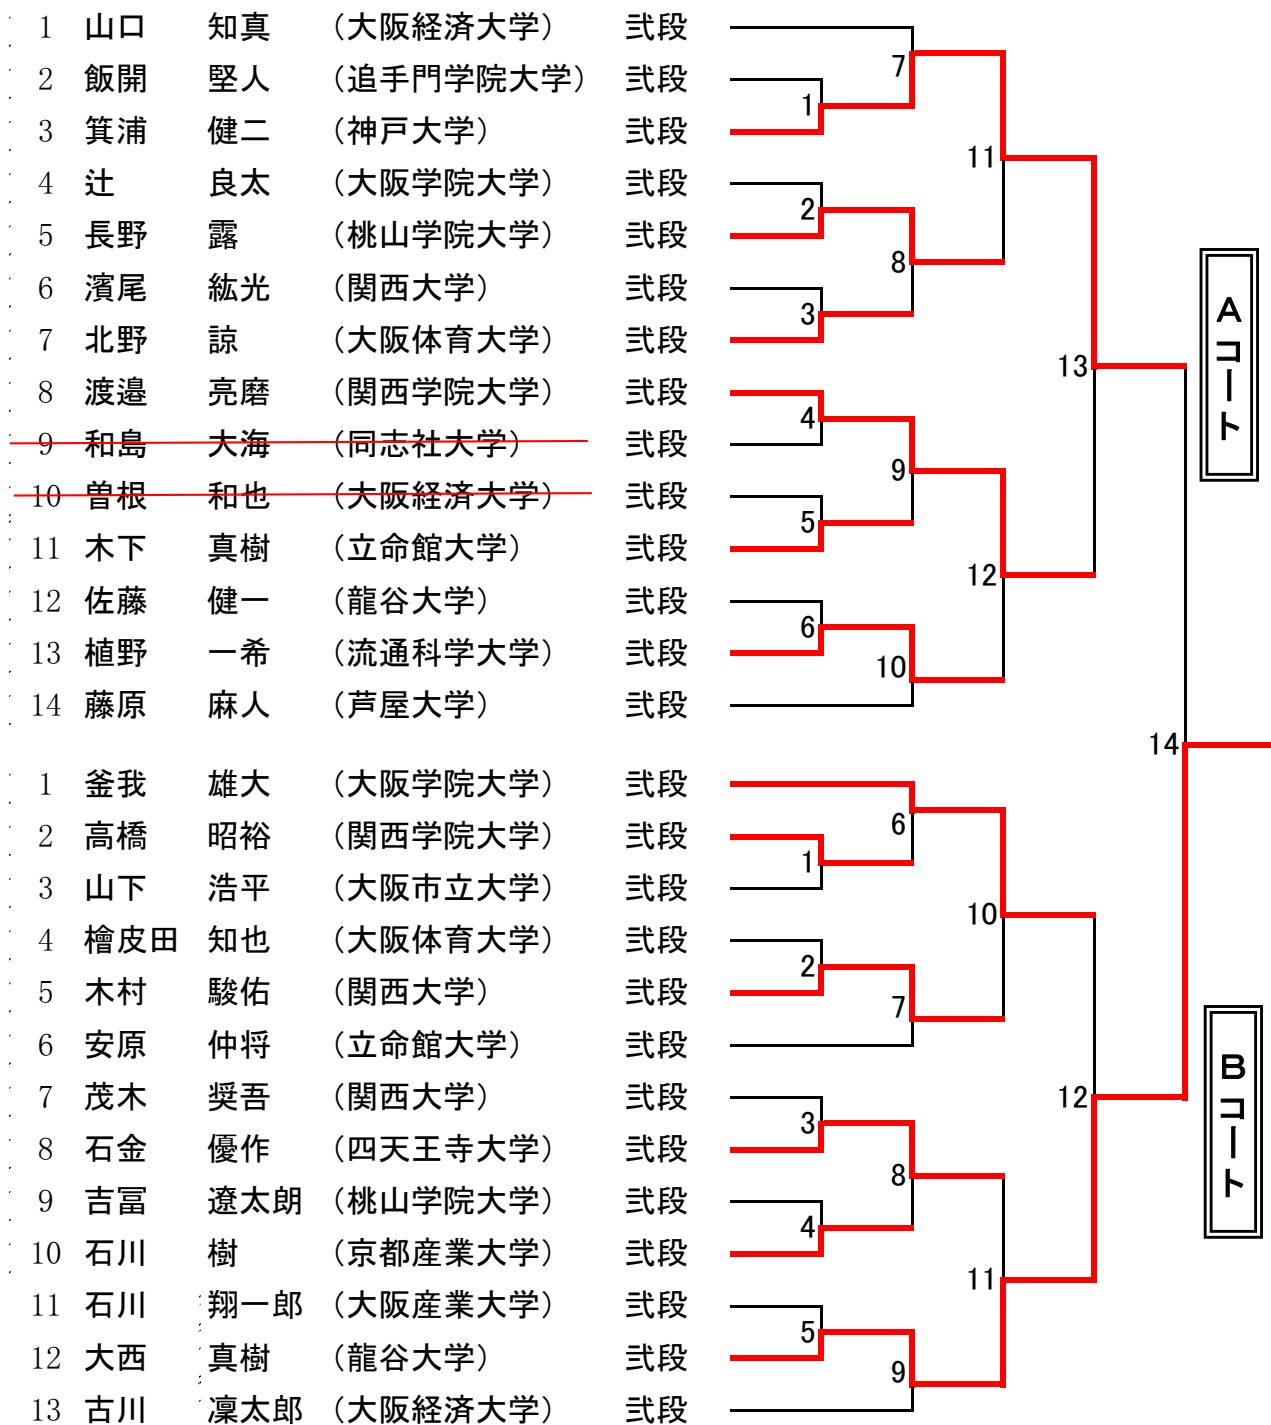 1 山口 知真 （大阪経済大学） 弐段
2 飯開 堅人 （追手門学院大学） 弐段
3 箕浦 健二 （神戸大学） 弐段
4 辻 良太 （大阪学院大学） 弐段
5 長野 露 （桃山学院大学） 弐段
6 濱尾 紘光 （関西大学） 弐段
7 北野 諒 （大阪体育大学） 弐段
8 渡邉 亮磨 （関西学院大学） 弐段
9 和島 大海 （同志社大学） 弐段
10 曽根 和也 （大阪経済大学） 弐段
11 木下 真樹 （立命館大学） 弐段
12 佐藤 健一 （龍谷大学） 弐段
13 植野 一希 （流通科学大学） 弐段
14 藤原 麻人 （芦屋大学） 弐段
7
1
11
2
8
3
13
4
9
5
12
6
10
Aコート
14
1 釜我 雄大 （大阪学院大学） 弐段
2 高橋 昭裕 （関西学院大学） 弐段
3 山下 浩平 （大阪市立大学） 弐段
4 檜皮田 知也 （大阪体育大学） 弐段
5 木村 駿佑 （関西大学） 弐段
6 安原 仲将 （立命館大学） 弐段
7 茂木 奨吾 （関西大学） 弐段
8 石金 優作 （四天王寺大学） 弐段
9 吉冨 遼太朗 （桃山学院大学） 弐段
10 石川 樹 （京都産業大学） 弐段
11 石川 翔一郎 （大阪産業大学） 弐段
12 大西 真樹 （龍谷大学） 弐段
13 古川 凜太郎 （大阪経済大学） 弐段
6
1
10
2
7
12
3
8
4
11
5
9
Bコート